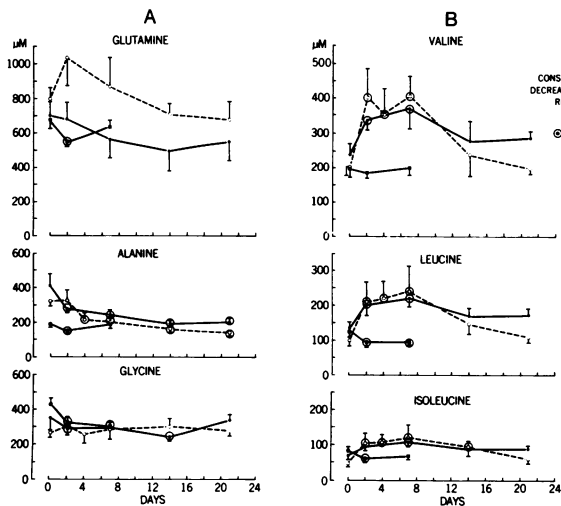 A
GLUTAMINE
µM
1000
800
600
400
200
0
ALANINE
600
400
200
0
GLYCINE
600
400
200
0
0 4 8 12 16 20 24
DAYS
B
VALINE
µM
500
400
300
200
100
0
CONS
DECREA
R
LEUCINE
300
200
100
0
ISOLEUCINE
200
100
0
0 4 8 12 16 20 24
DAYS